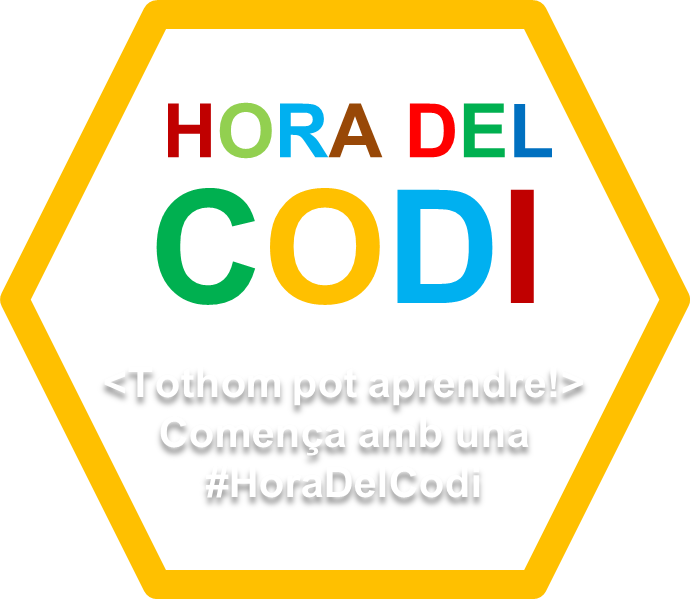 HORA DEL
CODI
<Tothom pot aprendre!>
Comença amb una
#HoraDelCodi